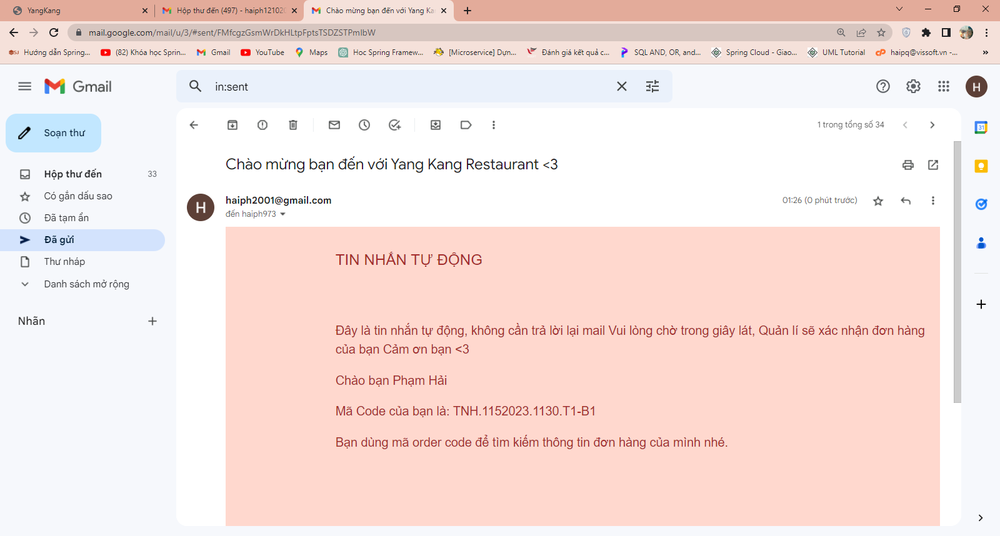 YangKang
Hộp thư đến (497) - haiph12102
Chào mừng bạn đến với Yang Ka
mail.google.com/mail/u/3/#sent/FMfcgzGsmWrDkHLtpFptsTSDZSTPmIbW
Hướng dẫn Spring...
(82) Khóa học Sprin...
Gmail
YouTube
Maps
Hoc Spring Framew...
[Microservice] Dựn...
Đánh giá kết quả c...
SQL AND, OR, and...
Spring Cloud - Giao...
UML Tutorial
haipq@vissoft.vn -...
Gmail
in:sent
H
Soạn thư
1 trong tổng số 34
31
Chào mừng bạn đến với Yang Kang Restaurant <3
Hộp thư đến 33
Có gắn dấu sao
Đã tạm ẩn
Đã gửi
Thư nháp
Danh sách mở rộng
Nhãn
H
haiph2001@gmail.com
01:26 (0 phút trước)
đến haiph973
TIN NHẮN TỰ ĐỘNG
Đây là tin nhắn tự động, không cần trả lời lại mail Vui lòng chờ trong giây lát, Quản lí sẽ xác nhận đơn hàng
của bạn Cảm ơn bạn <3
Chào bạn Phạm Hải
Mã Code của bạn là: TNH.1152023.1130.T1-B1
Bạn dùng mã order code để tìm kiếm thông tin đơn hàng của mình nhé.